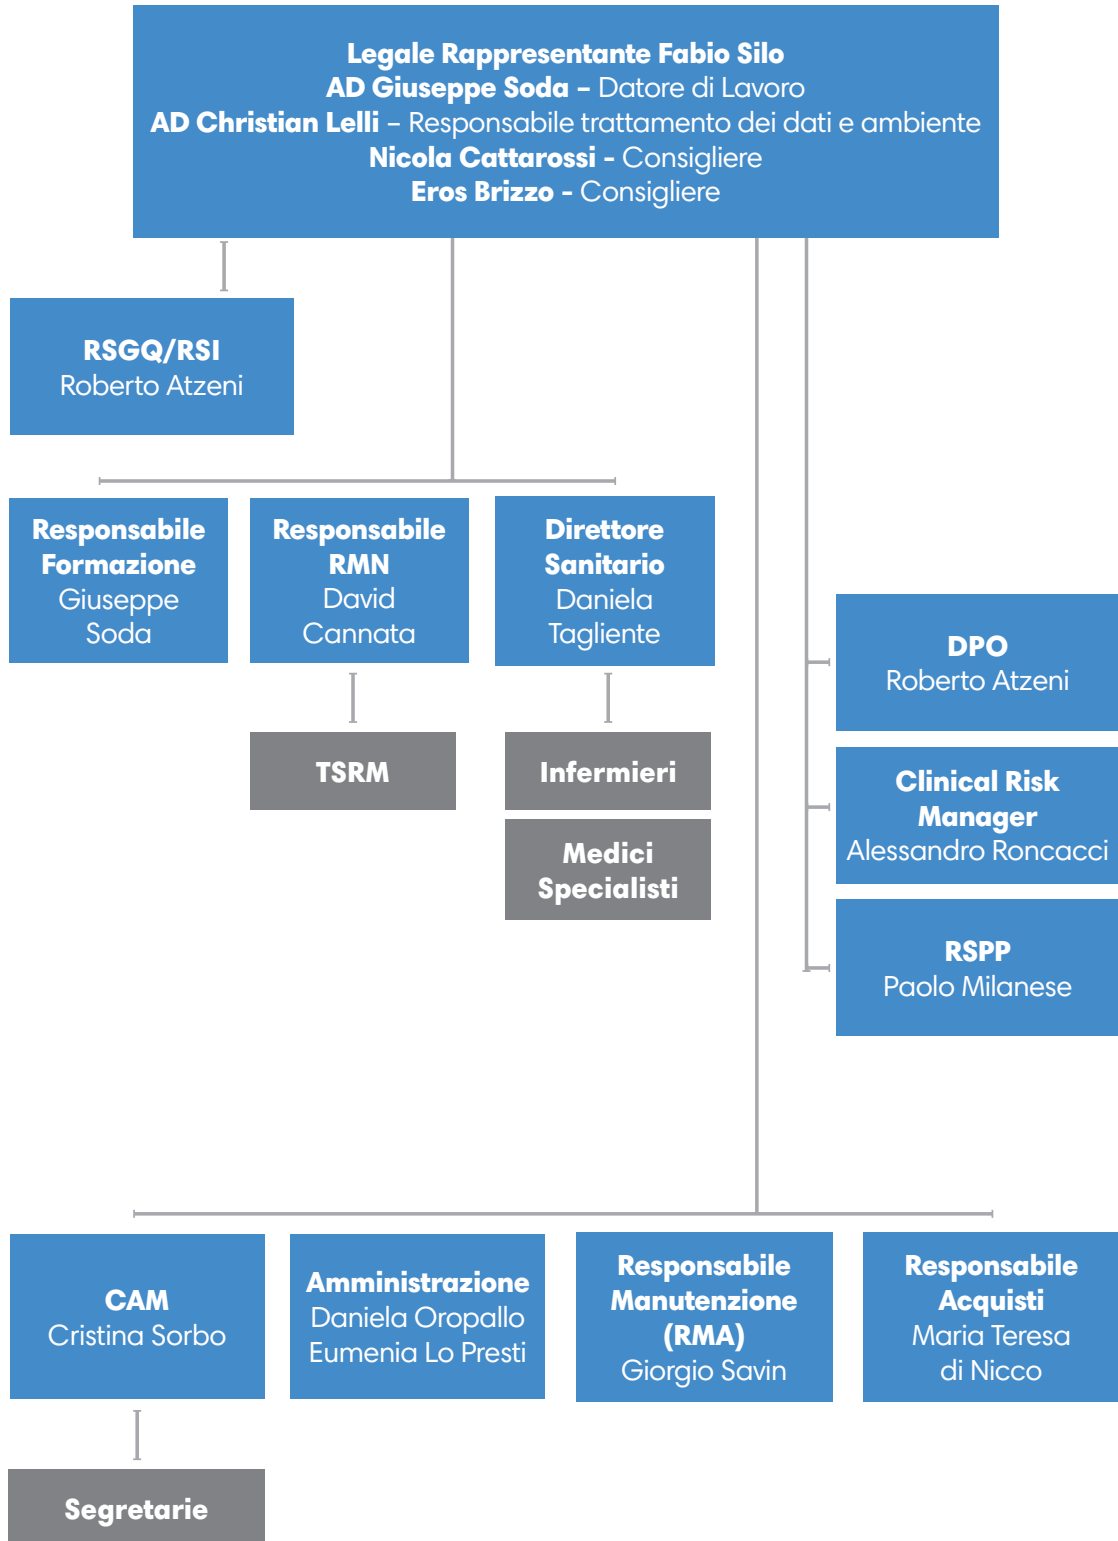 Legale Rappresentante Fabio Silo
AD Giuseppe Soda – Datore di Lavoro
AD Christian Lelli – Responsabile trattamento dei dati e ambiente
Nicola Cattarossi - Consigliere
Eros Brizzo - Consigliere
RSGQ/RSI
Roberto Atzeni
Responsabile
Formazione
Giuseppe
Soda
Responsabile
RMN
David
Cannata
Direttore
Sanitario
Daniela
Tagliente
TSRM
Infermieri
Medici
Specialisti
DPO
Roberto Atzeni
Clinical Risk
Manager
Alessandro Roncacci
RSPP
Paolo Milanese
CAM
Cristina Sorbo
Amministrazione
Daniela Oropallo
Eumenia Lo Presti
Responsabile
Manutenzione
(RMA)
Giorgio Savin
Responsabile
Acquisti
Maria Teresa
di Nicco
Segretarie